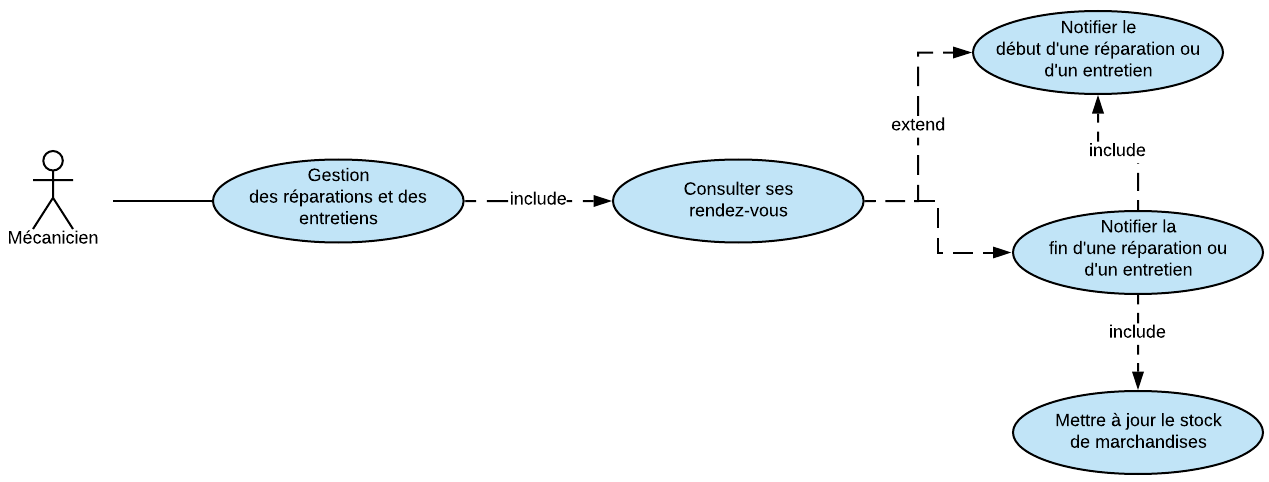 Mécanicien
Gestion
des réparations et des
entretiens
include
Consulter ses
rendez-vous
extend
Notifier le
début d'une réparation ou
d'un entretien
include
Notifier la
fin d'une réparation ou
d'un entretien
include
Mettre à jour le stock
de marchandises